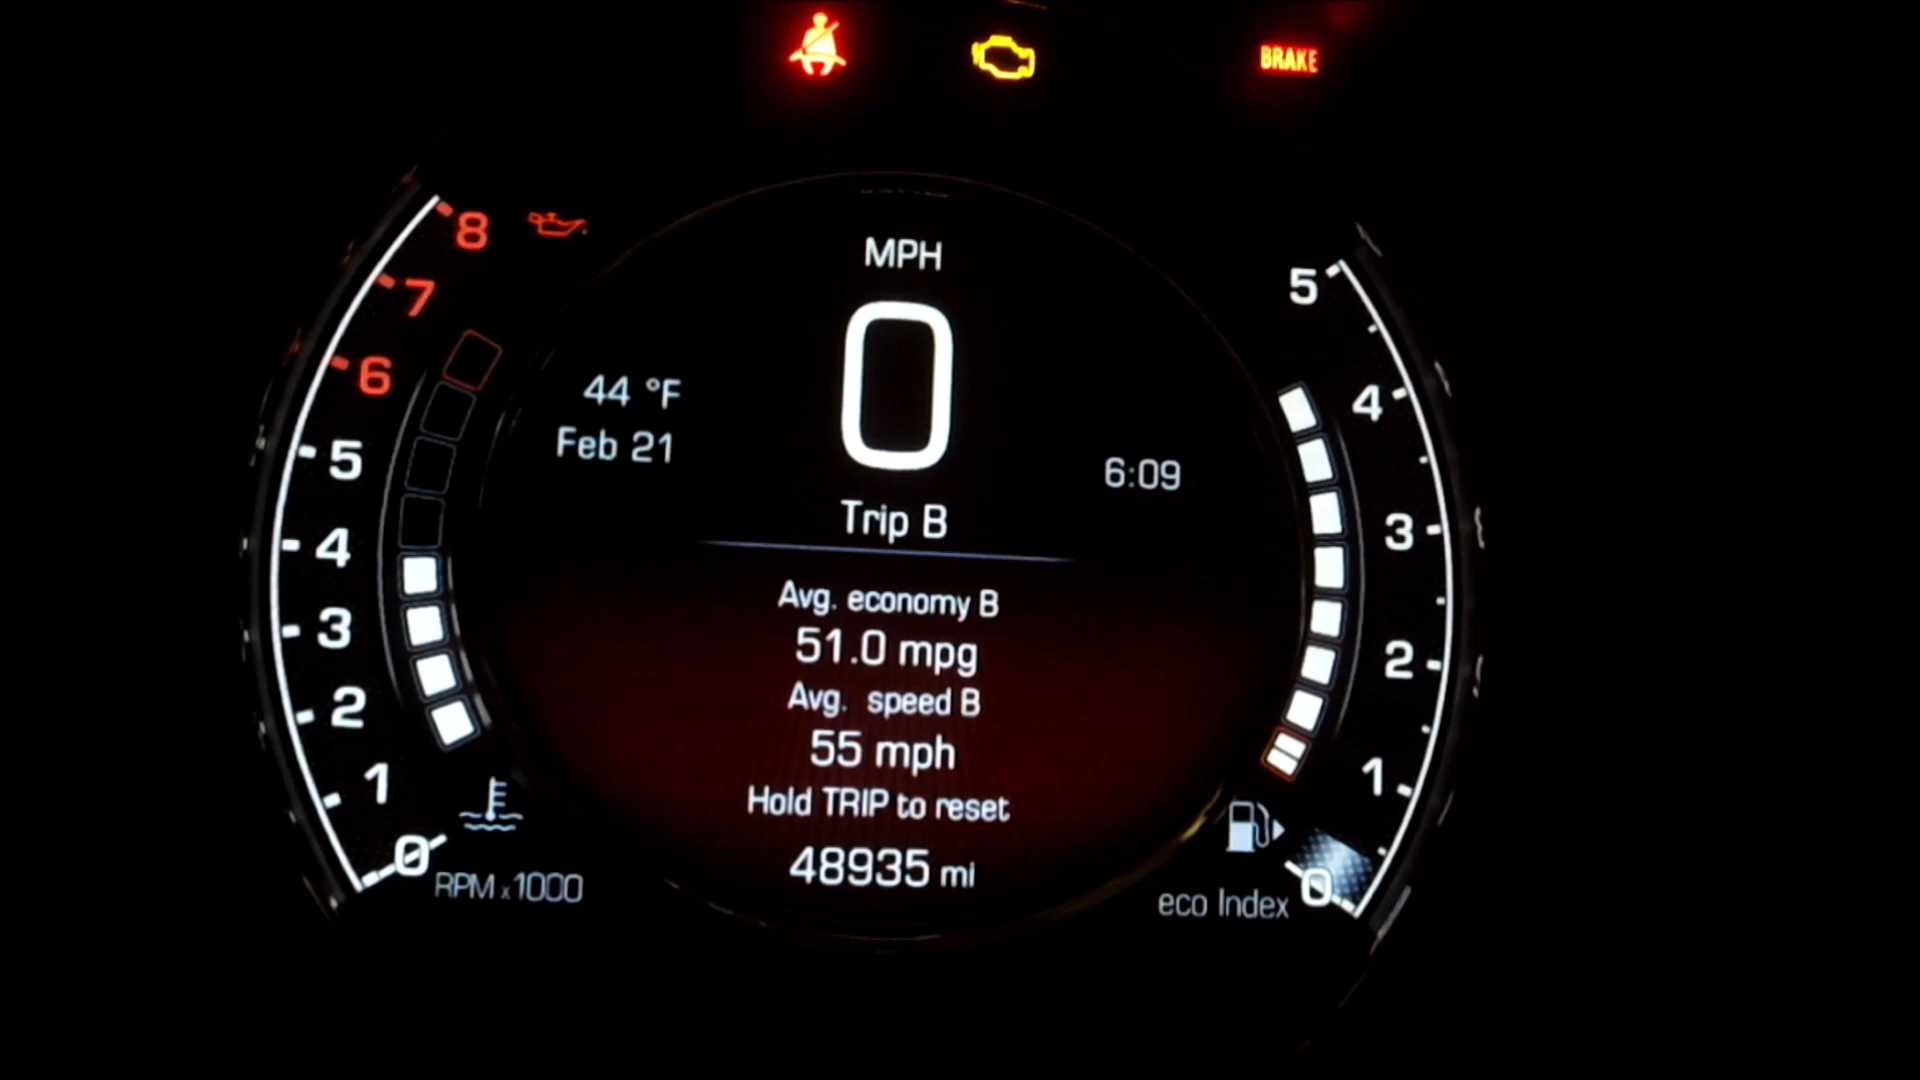 BRAKE
8
7
6
5
4
3
2
1
0
RPM x1000
MPH
0
44 °F
Feb 21
6:09
Trip B
Avg. economy B
51.0 mpg
Avg. speed B
55 mph
Hold TRIP to reset
48935 mi
5
4
3
2
1
0
eco Index